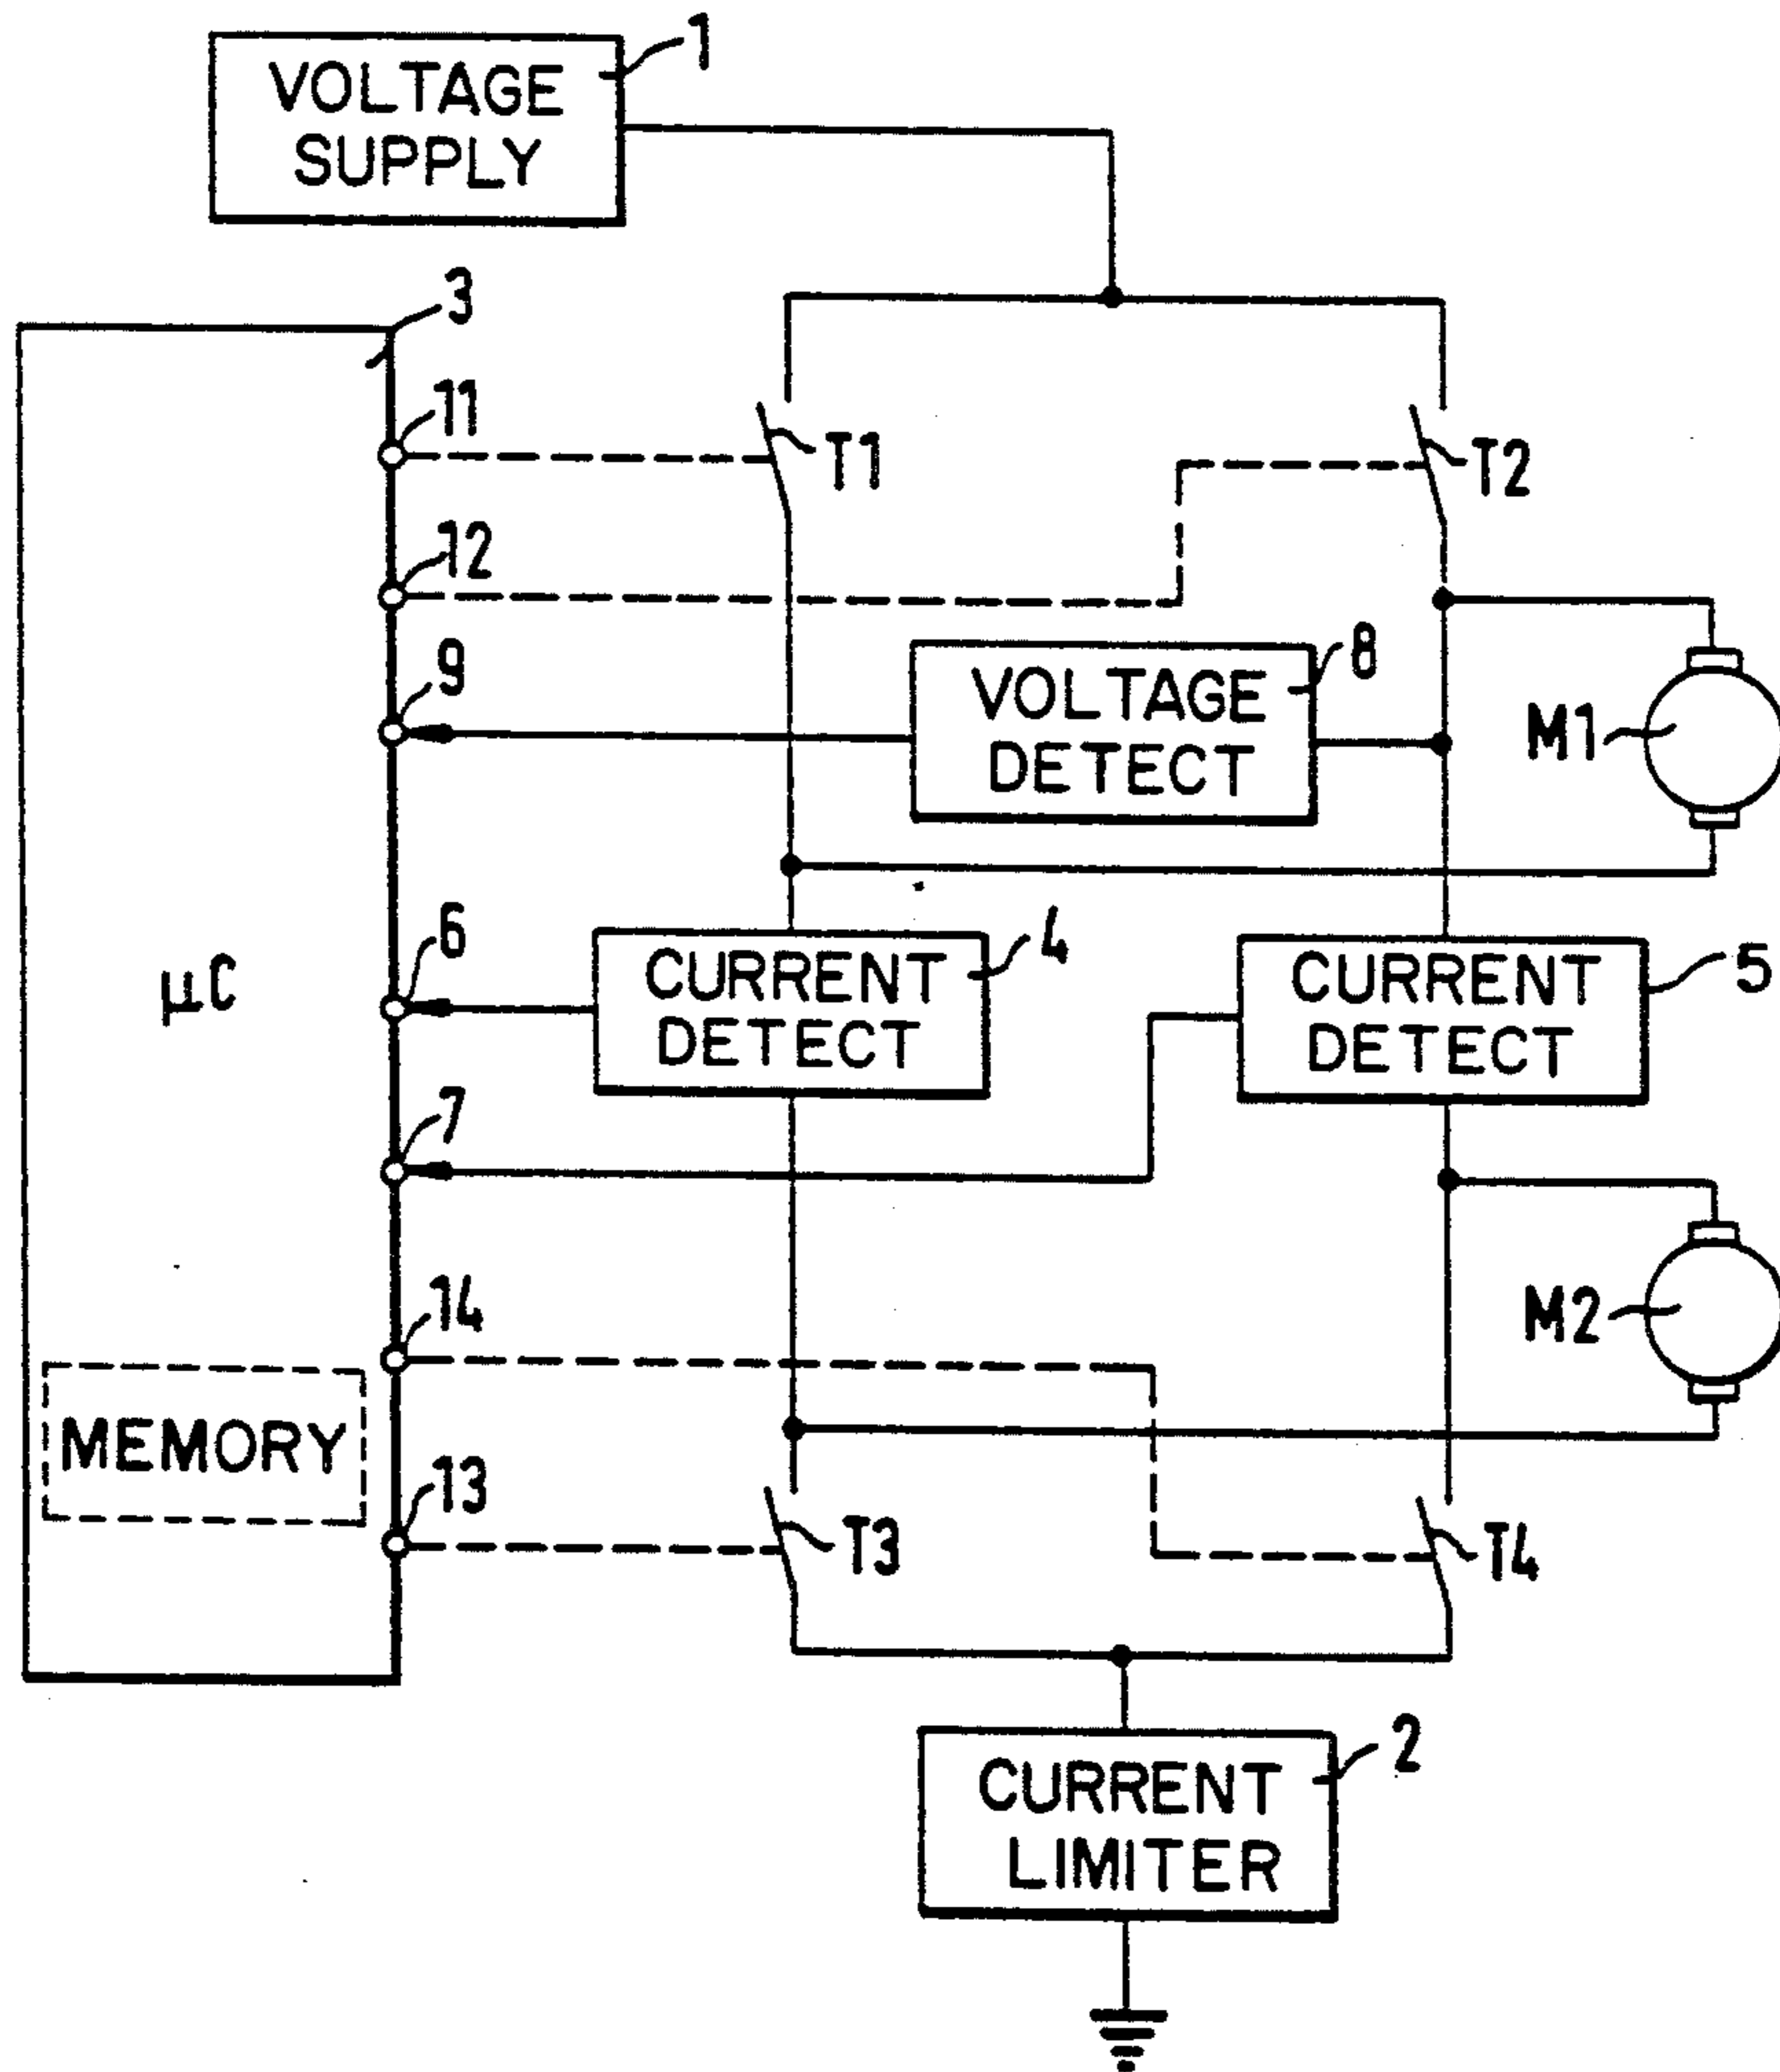 1
VOLTAGE
SUPPLY
3
11
T1
T2
12
9
8
VOLTAGE
DETECT
M1
6
4
5
CURRENT
DETECT
CURRENT
DETECT
μC
7
14
M2
MEMORY
13
T3
T4
2
CURRENT
LIMITER